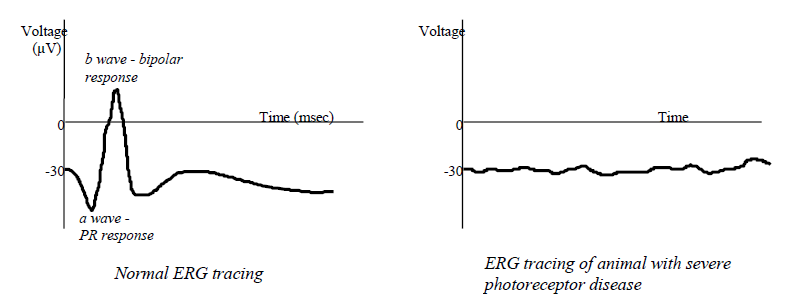 Voltage
(µV)
b wave - bipolar
response
Time (msec)
0
-30
a wave -
PR response
Normal ERG tracing
Voltage
Time
0
-30
ERG tracing of animal with severe
photoreceptor disease